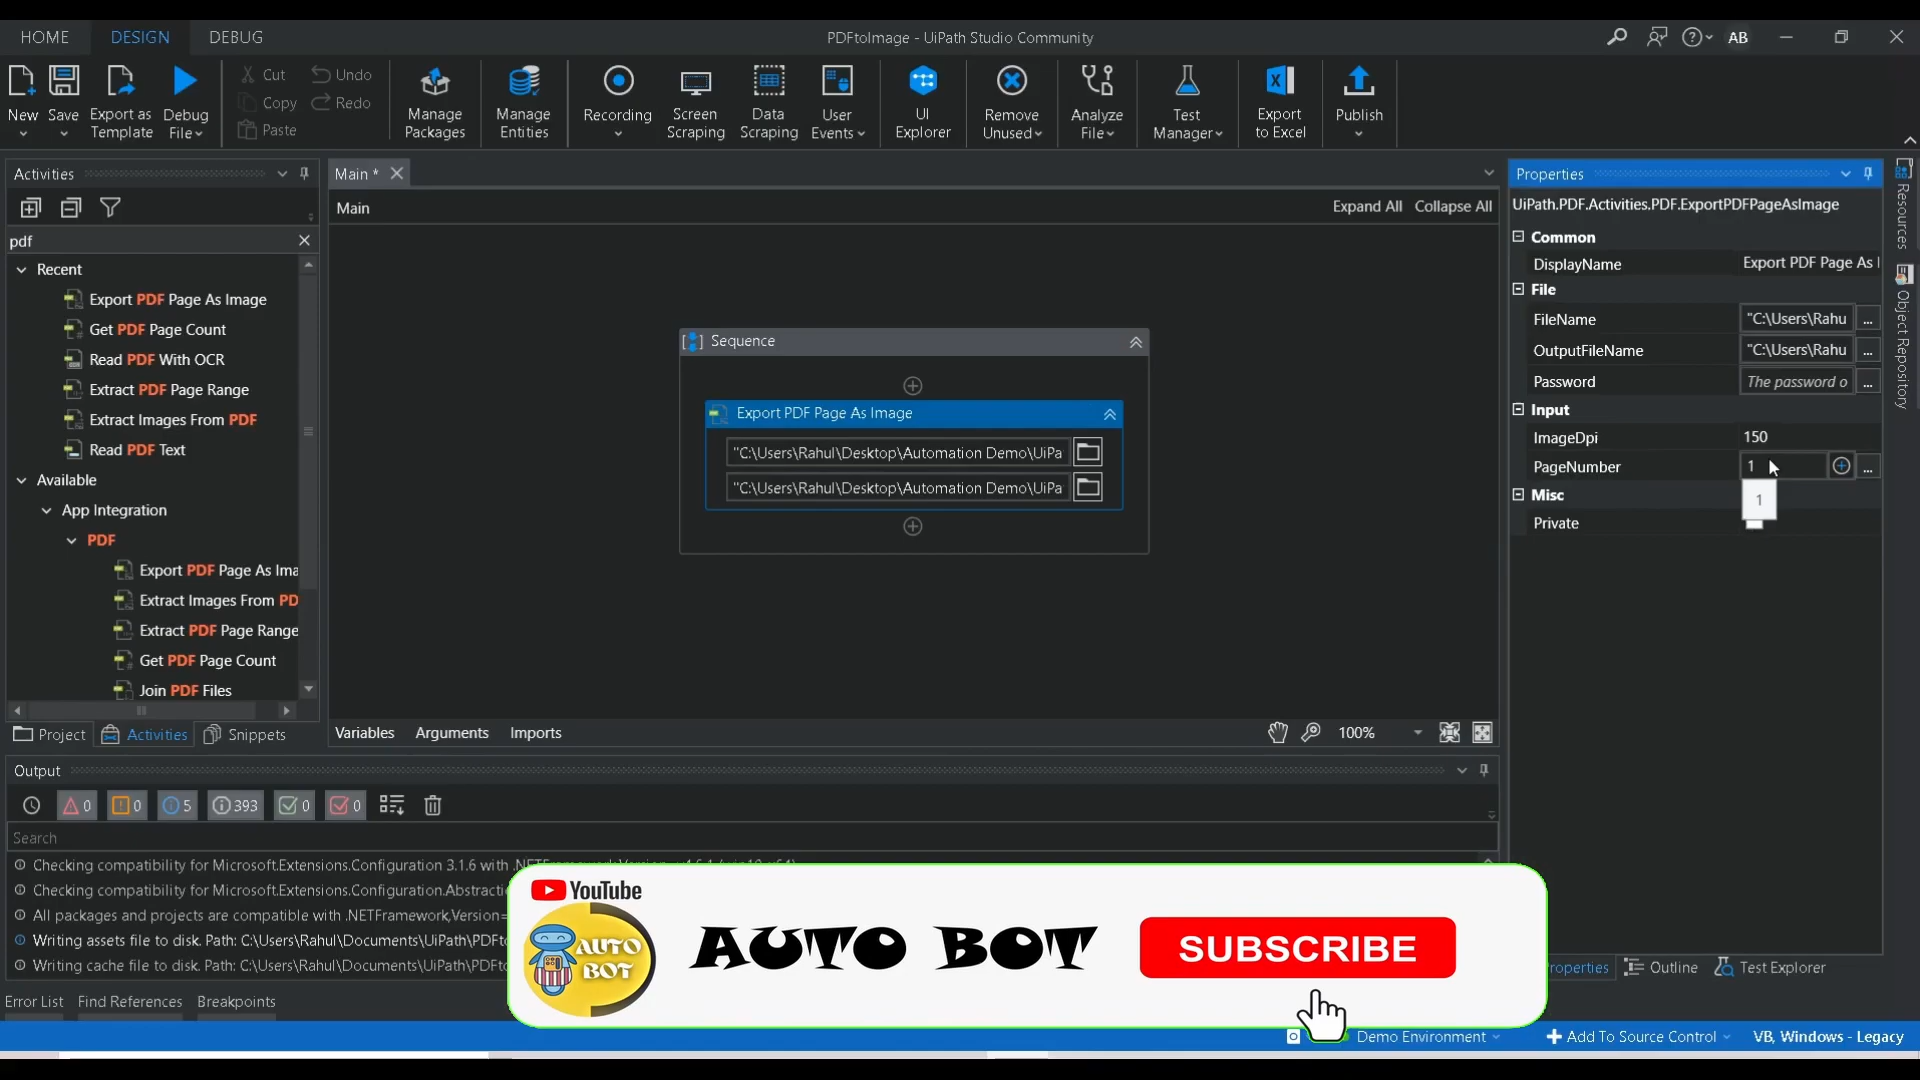 HOME DESIGN DEBUG
PDFtoImage - UiPath Studio Community
AB
New
Save
Export as Template
Debug File
Cut
Copy
Paste
Undo
Redo
Manage Packages
Manage Entities
Recording
Screen Scraping
Data Scraping
User Events
UI Explorer
Remove Unused
Analyze File
Test Manager
Export to Excel
Publish
Activities
pdf
Recent
Export PDF Page As Image
Get PDF Page Count
Read PDF With OCR
Extract PDF Page Range
Extract Images From PDF
Read PDF Text
Available
App Integration
PDF
Export PDF Page As Ima
Extract Images From PD
Extract PDF Page Range
Get PDF Page Count
Join PDF Files
Project Activities Snippets
Main *
Main
Expand All Collapse All
Sequence
Export PDF Page As Image
"C:\Users\Rahul\Desktop\Automation Demo\UiPa
"C:\Users\Rahul\Desktop\Automation Demo\UiPa
Variables Arguments Imports
100%
Properties
UiPath.PDF.Activities.PDF.ExportPDFPageAsImage
Common
DisplayName Export PDF Page As I
File
FileName "C:\Users\Rahu ...
OutputFileName "C:\Users\Rahu ...
Password The password o ...
Input
ImageDpi 150
PageNumber 1 ...
1
Misc
Private
Resources
Object Repository
Output
0 0 5 393 0 0
Search
Checking compatibility for Microsoft.Extensions.Configuration 3.1.6 with
Checking compatibility for Microsoft.Extensions.Configuration.Abstracti
All packages and projects are compatible with .NETFramework,Version=
Writing assets file to disk. Path: C:\Users\Rahul\Documents\UiPath\PDFto
Writing cache file to disk. Path: C:\Users\Rahul\Documents\UiPath\PDFto
YouTube
AUTO BOT
AUTO BOT
SUBSCRIBE
roperties Outline Test Explorer
Error List Find References Breakpoints
Demo Environment
Add To Source Control
VB, Windows - Legacy